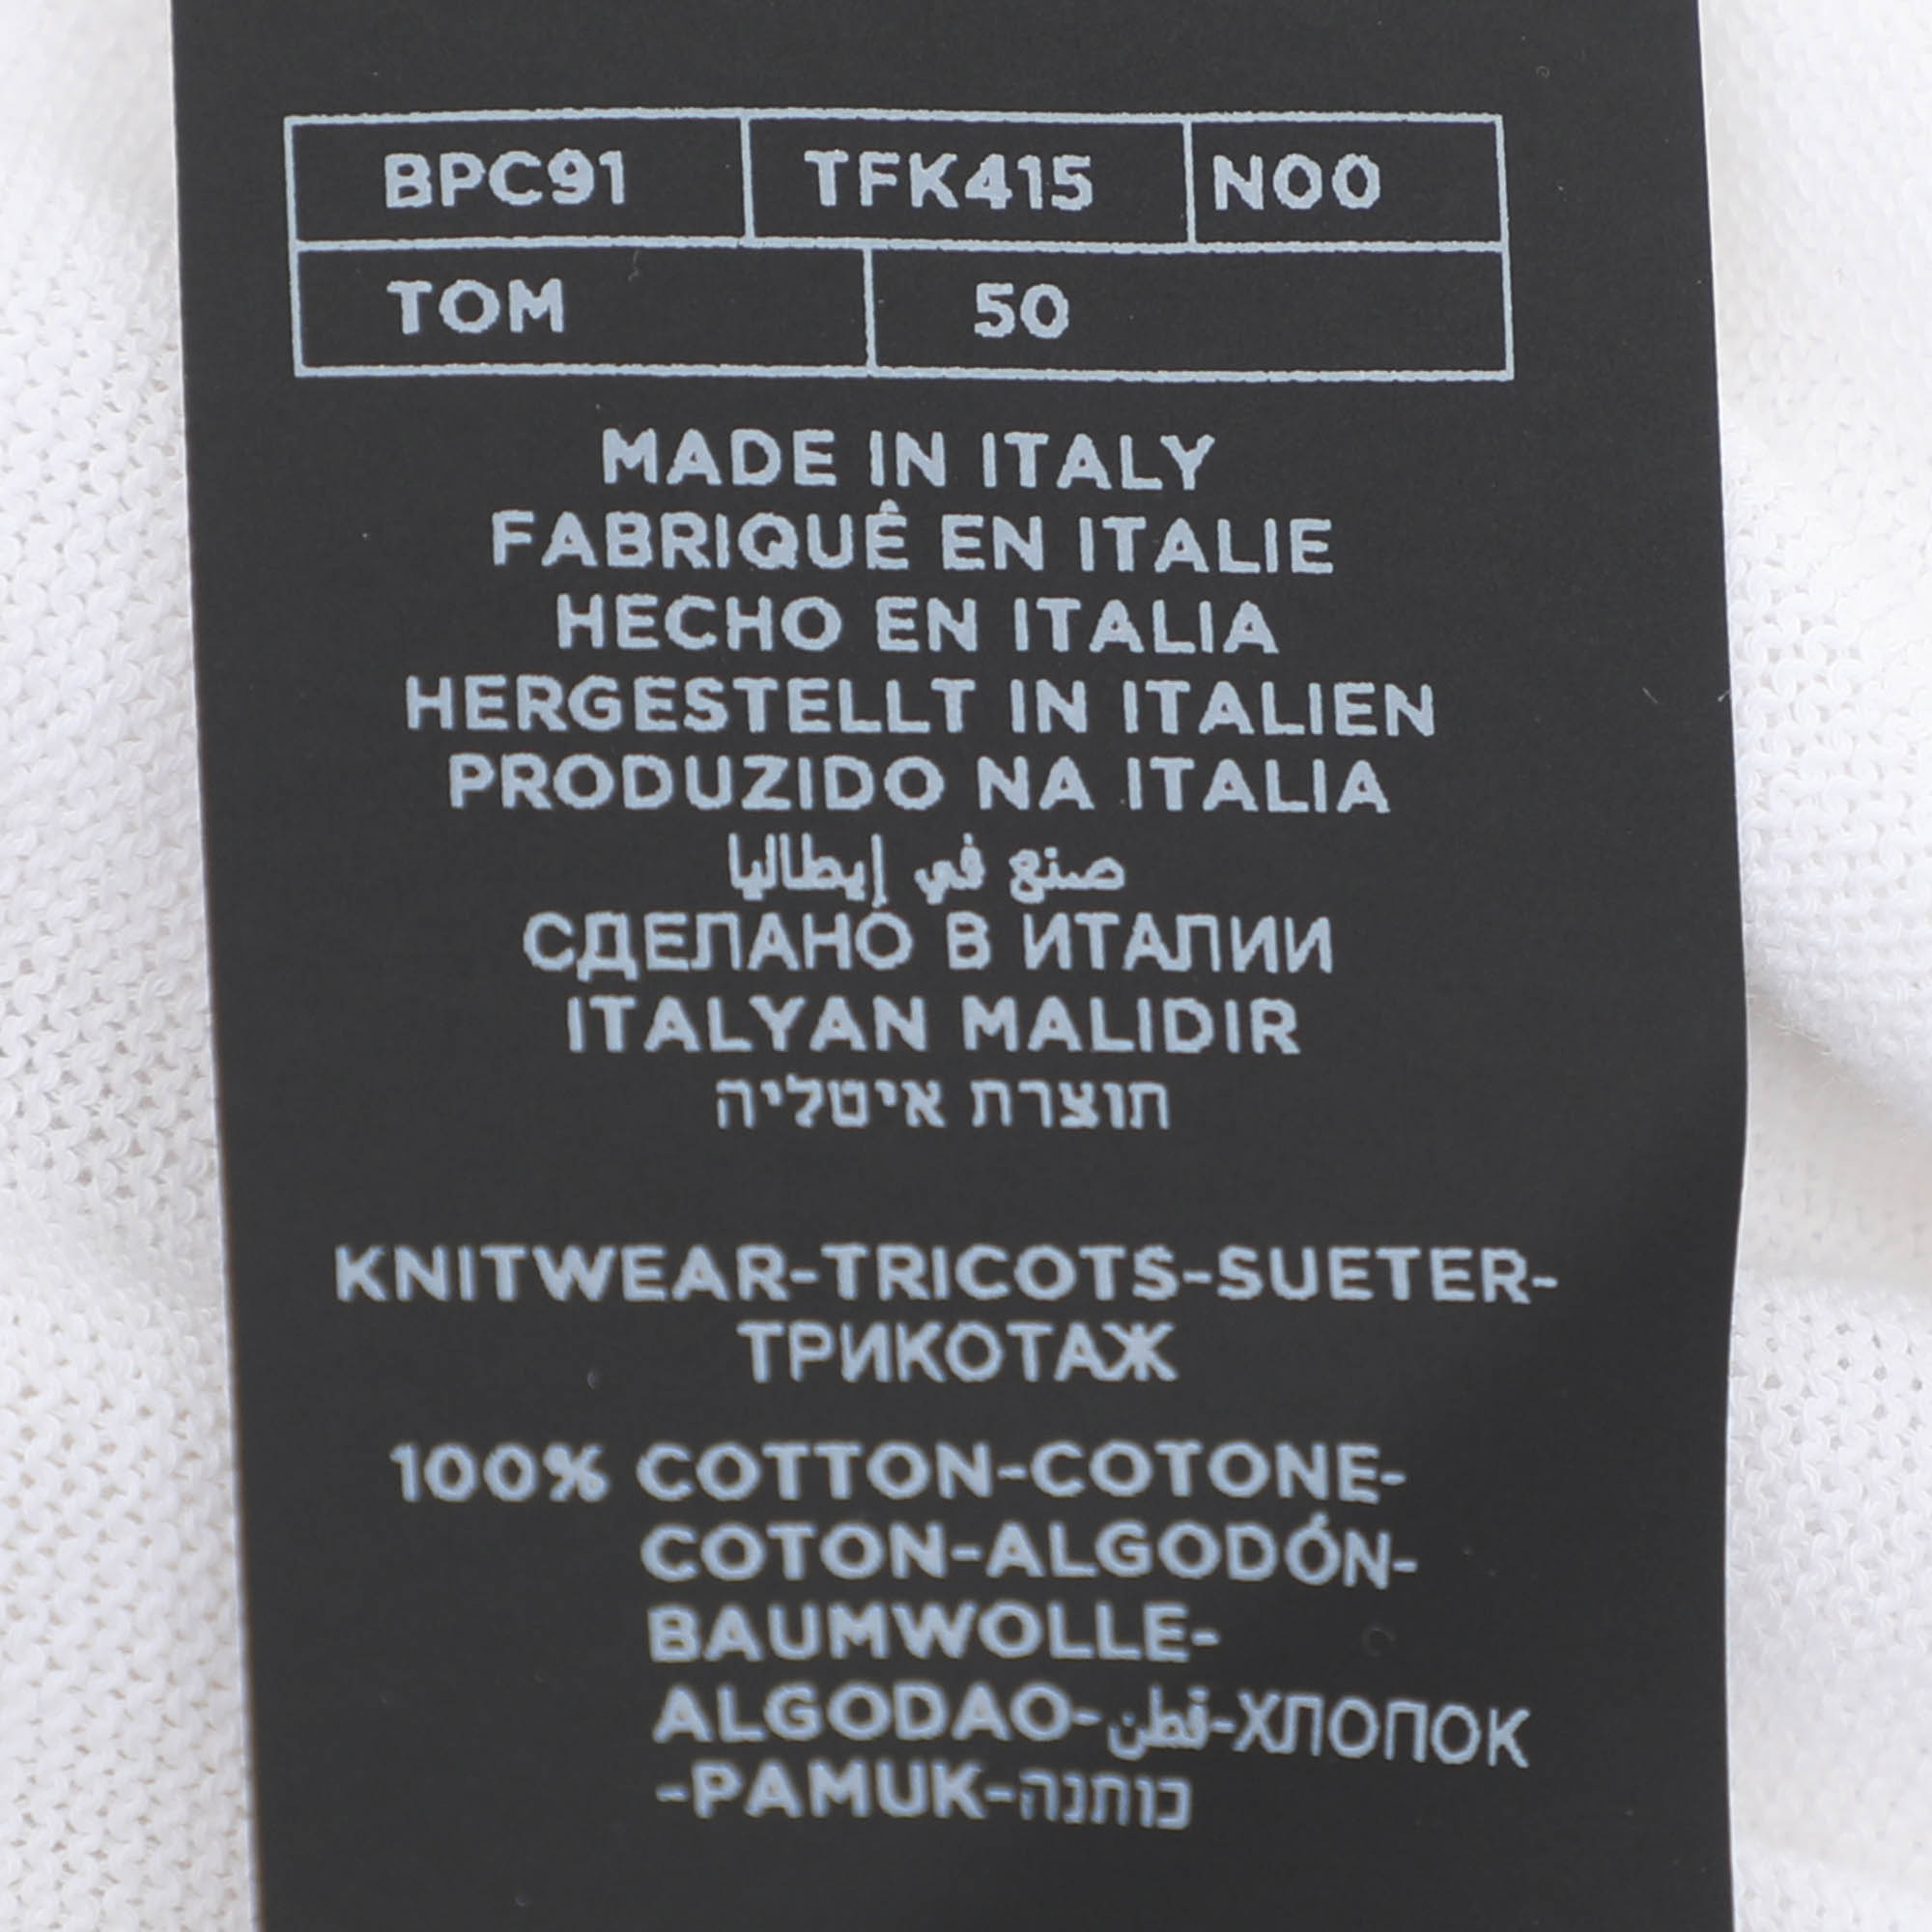 BPC91 TFK415 N00
TOM 50
MADE IN ITALY
FABRIQUÊ EN ITALIE
HECHO EN ITALIA
HERGESTELLT IN ITALIEN
PRODUZIDO NA ITALIA
صنع في إيطاليا
СДЕЛАНО В ИТАЛИИ
ITALYAN MALIDIR
תוצרת איטליה
KNITWEAR-TRICOTS-SUETER-
ТРИКОТАЖ
100% COTTON-COTONE-
COTON-ALGODÓN-
BAUMWOLLE-
ALGODAO-قطن-ХЛОПОК
-PAMUK-כותנה